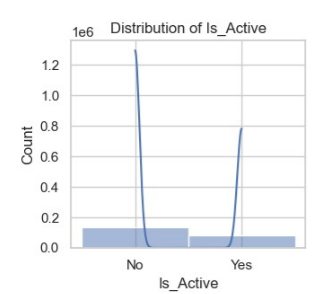 Distribution of Is_Active
1e6
1.2
1.0
0.8
0.6
0.4
0.2
0.0
Count
No Yes
Is_Active